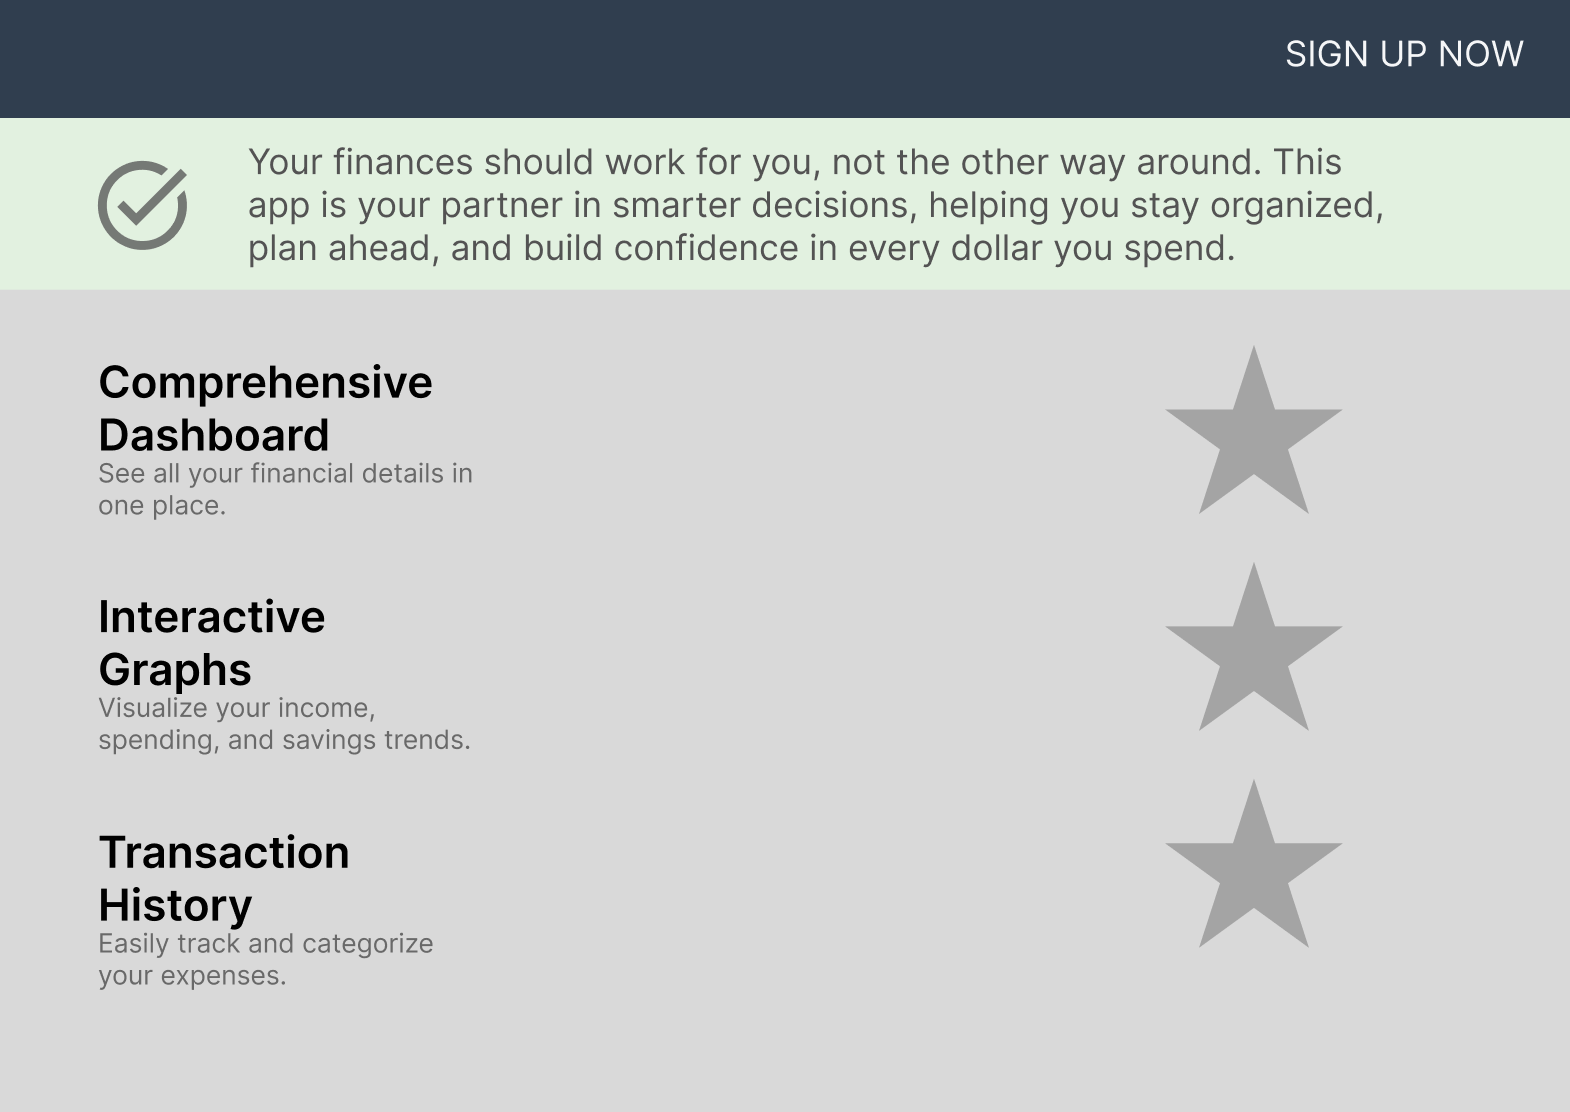 SIGN UP NOW
Your finances should work for you, not the other way around. This
app is your partner in smarter decisions, helping you stay organized,
plan ahead, and build confidence in every dollar you spend.
Comprehensive
Dashboard
See all your financial details in
one place.
Interactive
Graphs
Visualize your income,
spending, and savings trends.
Transaction
History
Easily track and categorize
your expenses.